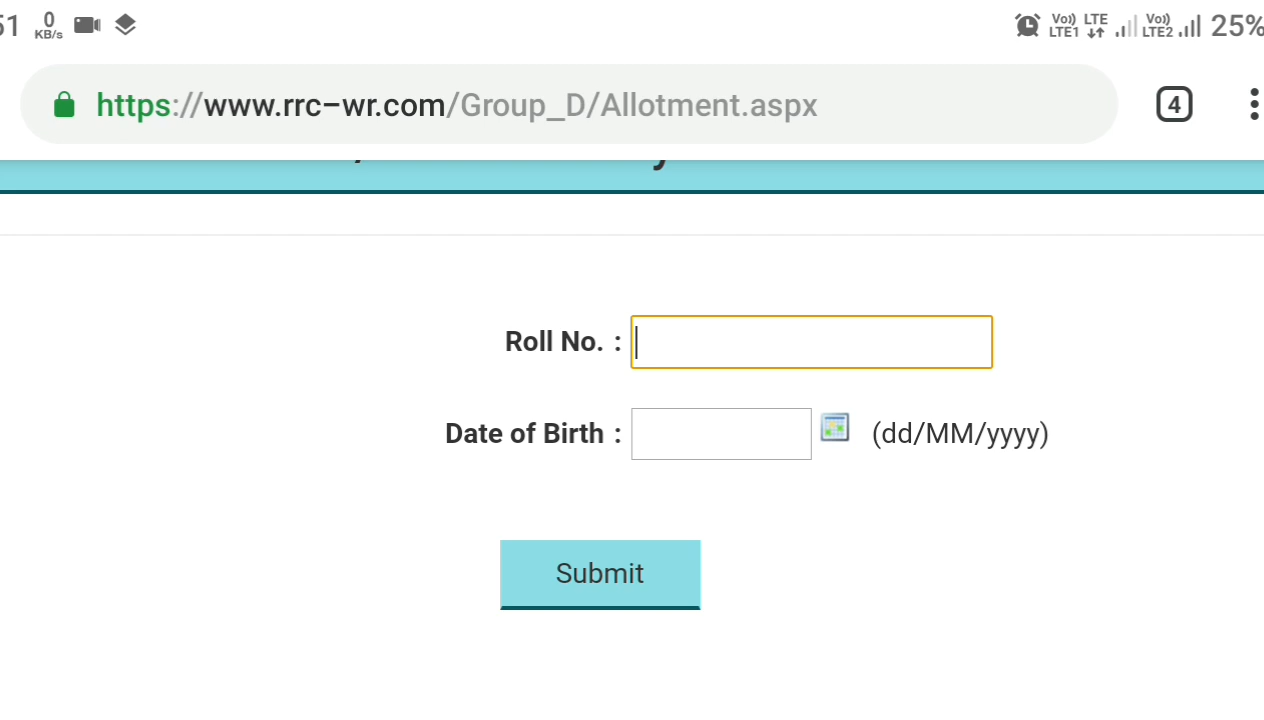 51 0 KB/s Vo)) LTE1 LTE Vo)) LTE2 25%
https://www.rrc-wr.com/Group_D/Allotment.aspx 4
Roll No. :
Date of Birth : (dd/MM/yyyy)
Submit